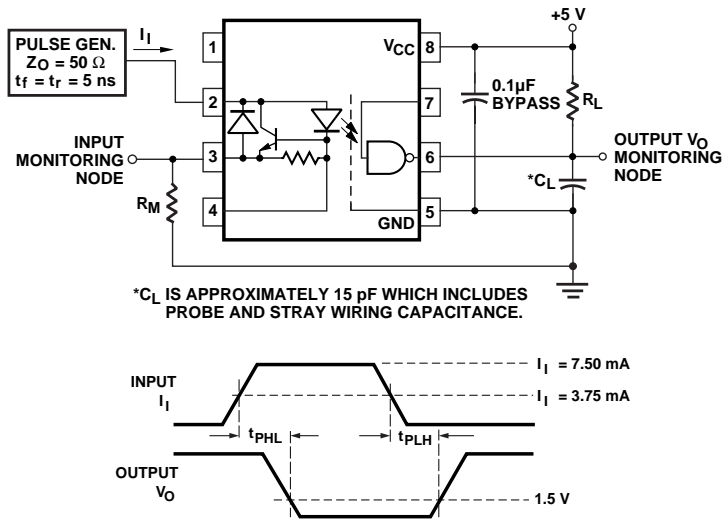 +5 V
PULSE GEN.
ZO = 50 Ω
tf = tr = 5 ns
II
1
VCC
8
2
7
0.1µF
BYPASS
RL
INPUT
MONITORING
NODE
3
6
OUTPUT VO
MONITORING
NODE
*CL
RM
4
GND
5
*CL IS APPROXIMATELY 15 pF WHICH INCLUDES
PROBE AND STRAY WIRING CAPACITANCE.
INPUT
II
II = 7.50 mA
II = 3.75 mA
tPHL
tPLH
OUTPUT
VO
1.5 V